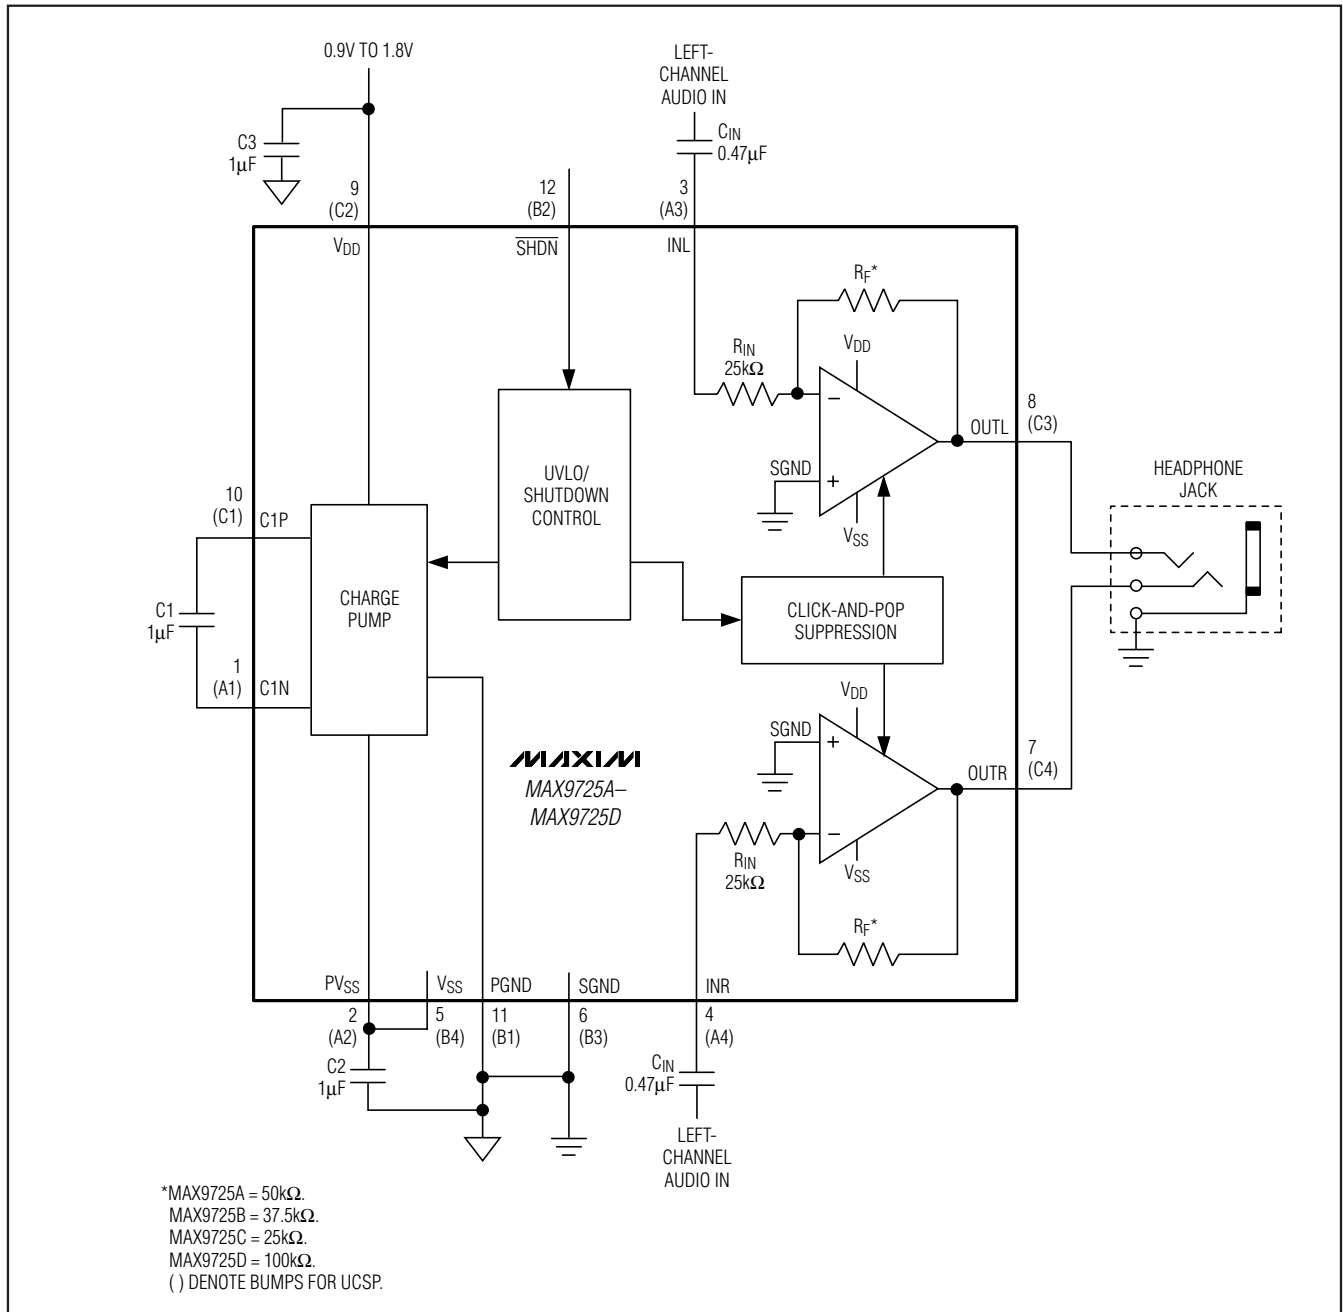 0.9V TO 1.8V
LEFT-
CHANNEL
AUDIO IN
C3
1µF
CIN
0.47µF
9
(C2)
12
(B2)
3
(A3)
VDD
SHDN
INL
RF*
RIN
25kΩ
VDD
−
SGND
+
VSS
OUTL
8
(C3)
HEADPHONE
JACK
UVLO/
SHUTDOWN
CONTROL
10
(C1)
C1P
CHARGE
PUMP
C1
1µF
1
(A1)
C1N
CLICK-AND-POP
SUPPRESSION
VDD
SGND
+
−
VSS
OUTR
7
(C4)
MAXIM
MAX9725A–
MAX9725D
RIN
25kΩ
RF*
PVSS
VSS
PGND
SGND
INR
2
(A2)
5
(B4)
11
(B1)
6
(B3)
4
(A4)
C2
1µF
CIN
0.47µF
LEFT-
CHANNEL
AUDIO IN
*MAX9725A = 50kΩ.
MAX9725B = 37.5kΩ.
MAX9725C = 25kΩ.
MAX9725D = 100kΩ.
( ) DENOTE BUMPS FOR UCSP.